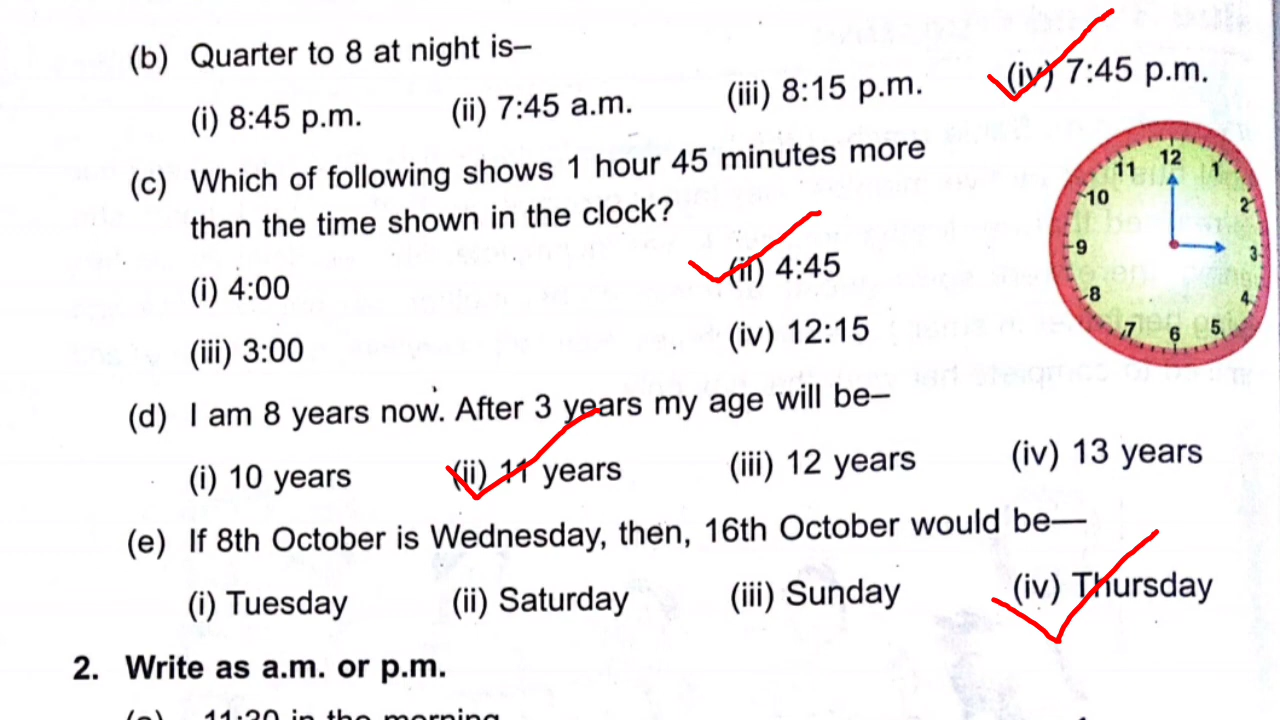 (b) Quarter to 8 at night is–
(i) 8:45 p.m. (ii) 7:45 a.m. (iii) 8:15 p.m. (iv) 7:45 p.m.
(c) Which of following shows 1 hour 45 minutes more
than the time shown in the clock?
(i) 4:00 (ii) 4:45
(iii) 3:00 (iv) 12:15
12
1
2
3
4
5
6
7
8
9
10
11
(d) I am 8 years now. After 3 years my age will be–
(i) 10 years (ii) 11 years (iii) 12 years (iv) 13 years
(e) If 8th October is Wednesday, then, 16th October would be—
(i) Tuesday (ii) Saturday (iii) Sunday (iv) Thursday
2. Write as a.m. or p.m.
(a) 11:20 in the morning